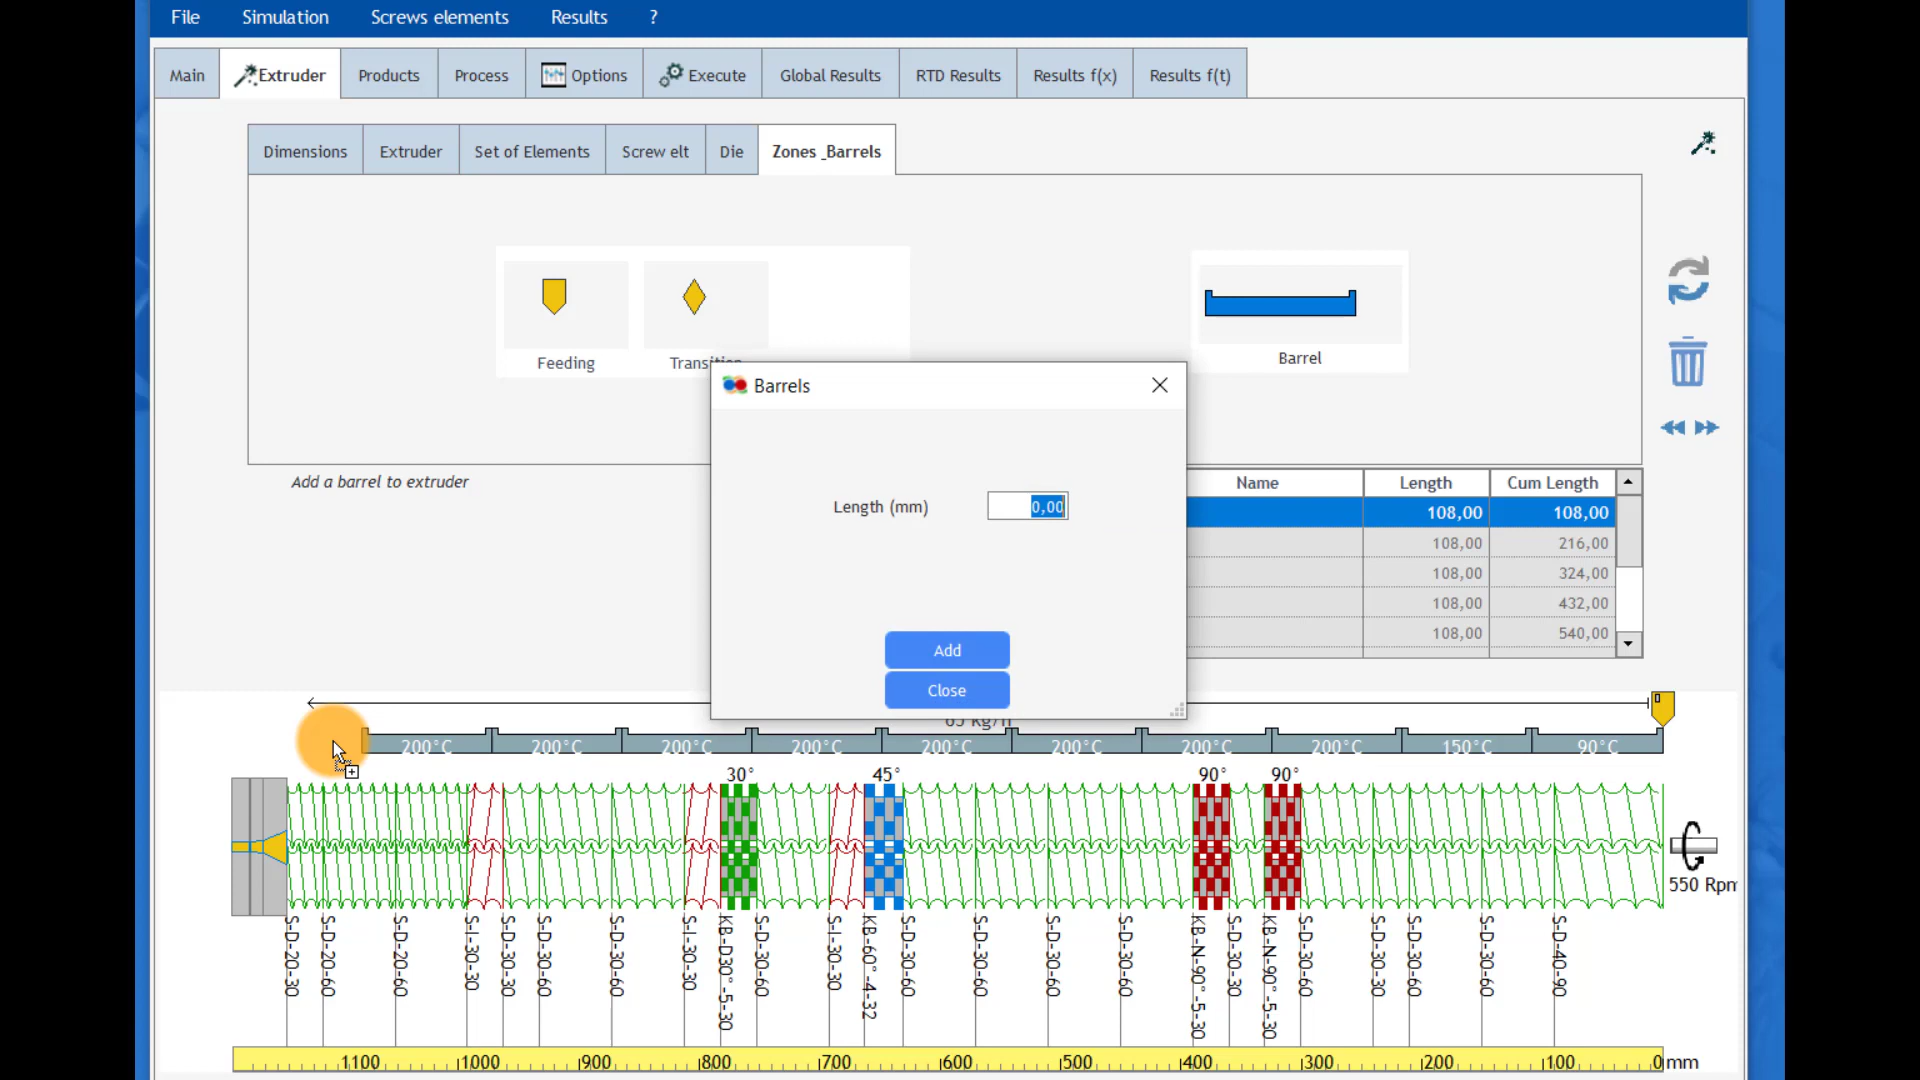 File Simulation Screws elements Results ?
Main Extruder Products Process Options Execute Global Results RTD Results Results f(x) Results f(t)
Dimensions Extruder Set of Elements Screw elt Die Zones _Barrels
Feeding
Barrel
Barrels
Length (mm) 0,00
Add
Close
Add a barrel to extruder
Name Length Cum Length
108,00 108,00
108,00 216,00
108,00 324,00
108,00 432,00
108,00 540,00
0
65 Kg/h
200°C 200°C 200°C 200°C 200°C 200°C 200°C 200°C 150°C 90°C
30° 45° 90° 90°
S-D-20-30 S-D-20-60 S-D-20-60 S-I-30-30 S-D-30-30 S-D-30-60 S-D-30-60 S-I-30-30 KB-D30°-5-30 S-D-30-60 S-I-30-30 KB-60°-4-32 S-D-30-60 S-D-30-60 S-D-30-60 S-D-30-60 KB-N-90°-5-30 S-D-30-30 KB-N-90°-5-30 S-D-30-60 S-D-30-30 S-D-30-60 S-D-30-60 S-D-40-90
550 Rpm
1100 1000 900 800 700 600 500 400 300 200 100 0 mm